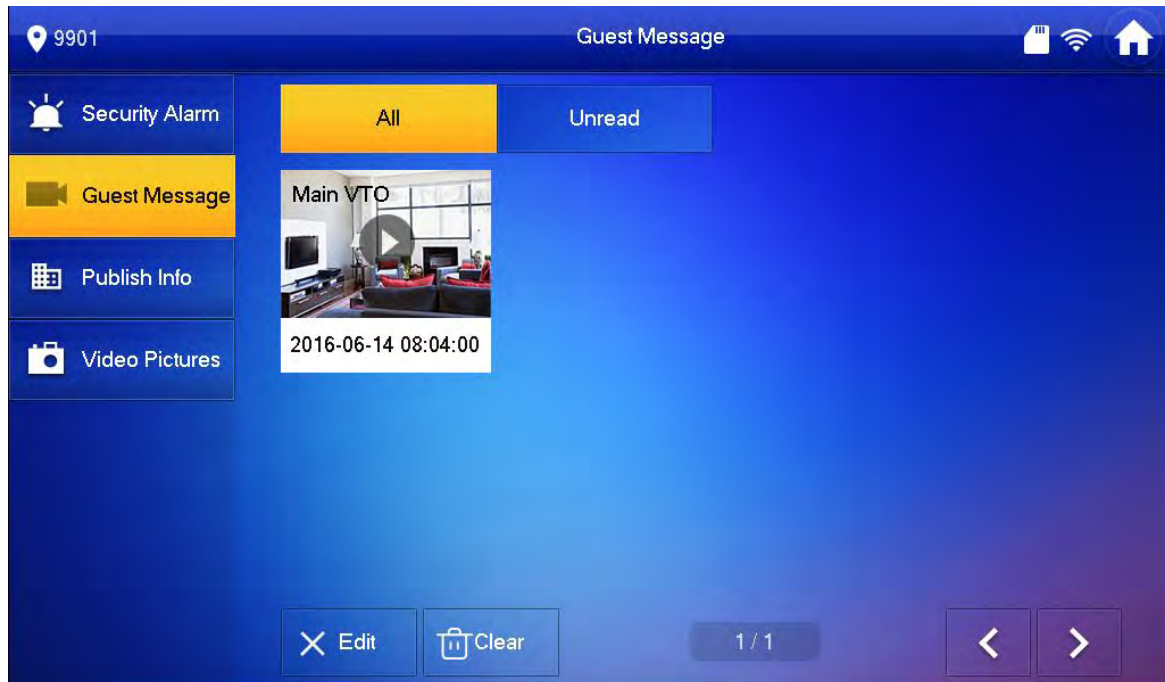 9901
Guest Message
Security Alarm
Guest Message
Publish Info
Video Pictures
All
Unread
Main VTO
2016-06-14 08:04:00
Edit
Clear
1 / 1